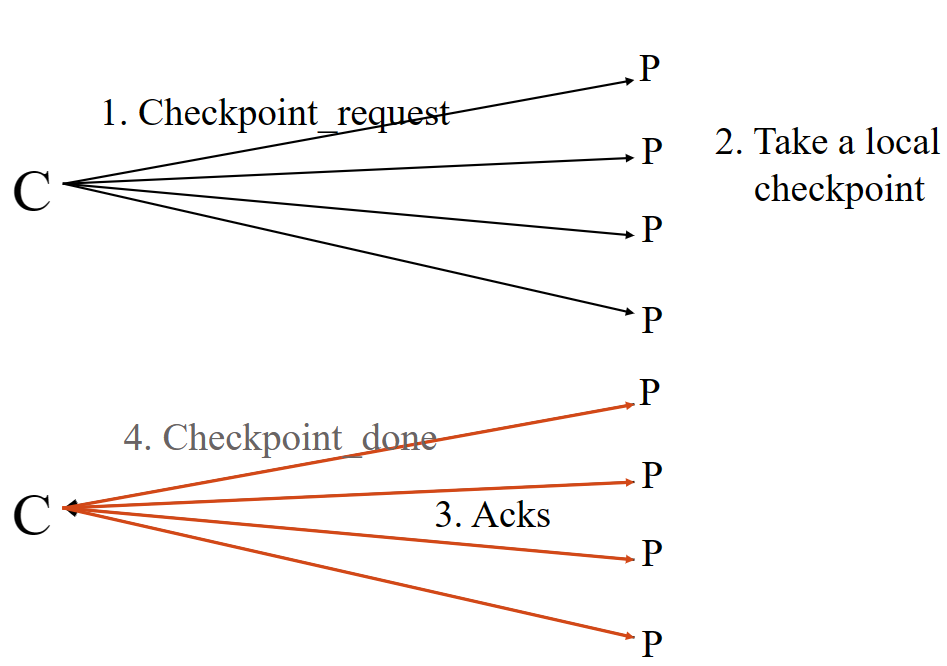 P
1. Checkpoint_request
P
2. Take a local
checkpoint
C
P
P
P
4. Checkpoint_done
P
C
3. Acks
P
P